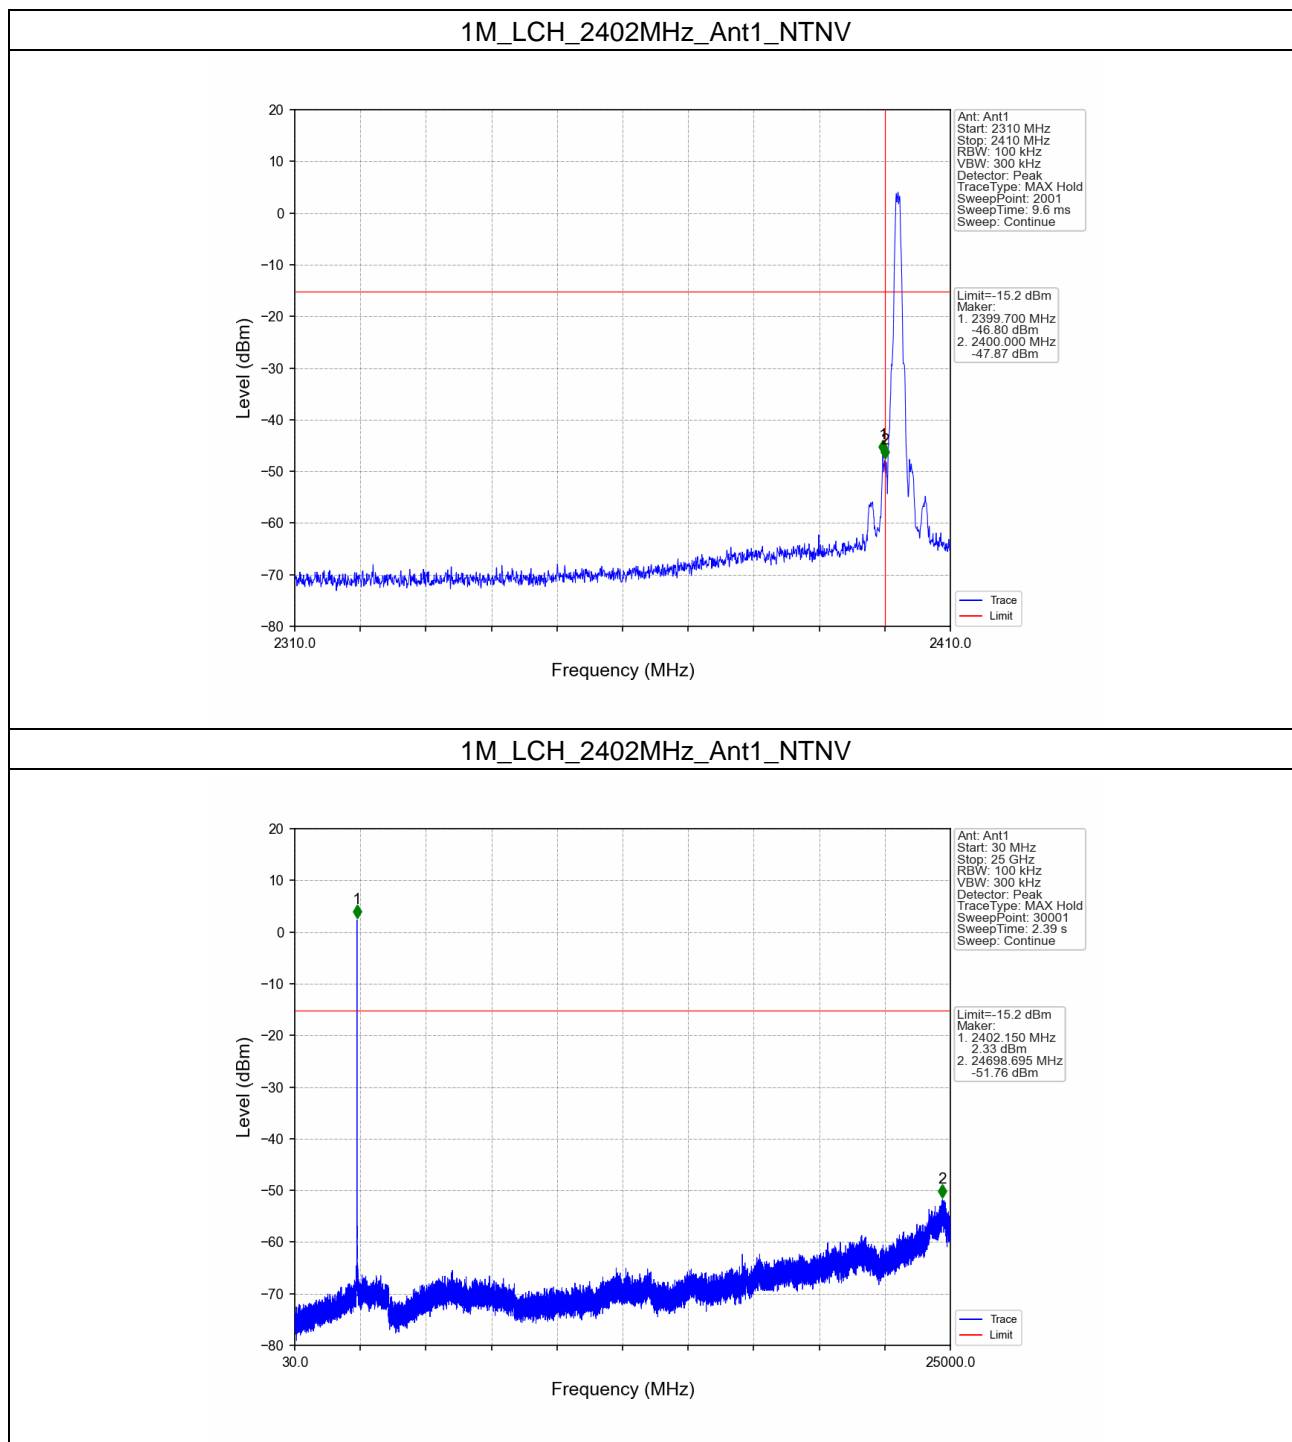 1M_LCH_2402MHz_Ant1_NTNV
20
10
0
−10
−20
−30
−40
−50
−60
−70
−80
Level (dBm)
2310.0
2410.0
Frequency (MHz)
1
2
Ant: Ant1
Start: 2310 MHz
Stop: 2410 MHz
RBW: 100 kHz
VBW: 300 kHz
Detector: Peak
TraceType: MAX Hold
SweepPoint: 2001
SweepTime: 9.6 ms
Sweep: Continue
Limit=-15.2 dBm
Maker:
1. 2399.700 MHz
-46.80 dBm
2. 2400.000 MHz
-47.87 dBm
Trace
Limit
1M_LCH_2402MHz_Ant1_NTNV
20
10
0
−10
−20
−30
−40
−50
−60
−70
−80
Level (dBm)
30.0
25000.0
Frequency (MHz)
1
2
Ant: Ant1
Start: 30 MHz
Stop: 25 GHz
RBW: 100 kHz
VBW: 300 kHz
Detector: Peak
TraceType: MAX Hold
SweepPoint: 30001
SweepTime: 2.39 s
Sweep: Continue
Limit=-15.2 dBm
Maker:
1. 2402.150 MHz
2.33 dBm
2. 24698.695 MHz
-51.76 dBm
Trace
Limit